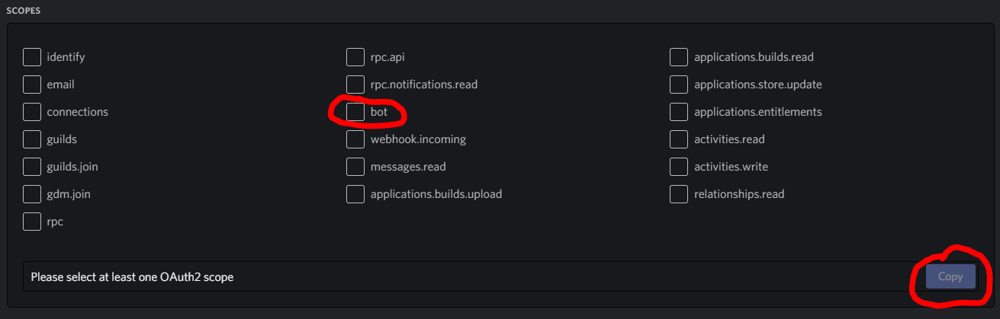 SCOPES
identify
email
connections
guilds
guilds.join
gdm.join
rpc
rpc.api
rpc.notifications.read
bot
webhook.incoming
messages.read
applications.builds.upload
applications.builds.read
applications.store.update
applications.entitlements
activities.read
activities.write
relationships.read
Please select at least one OAuth2 scope
Copy